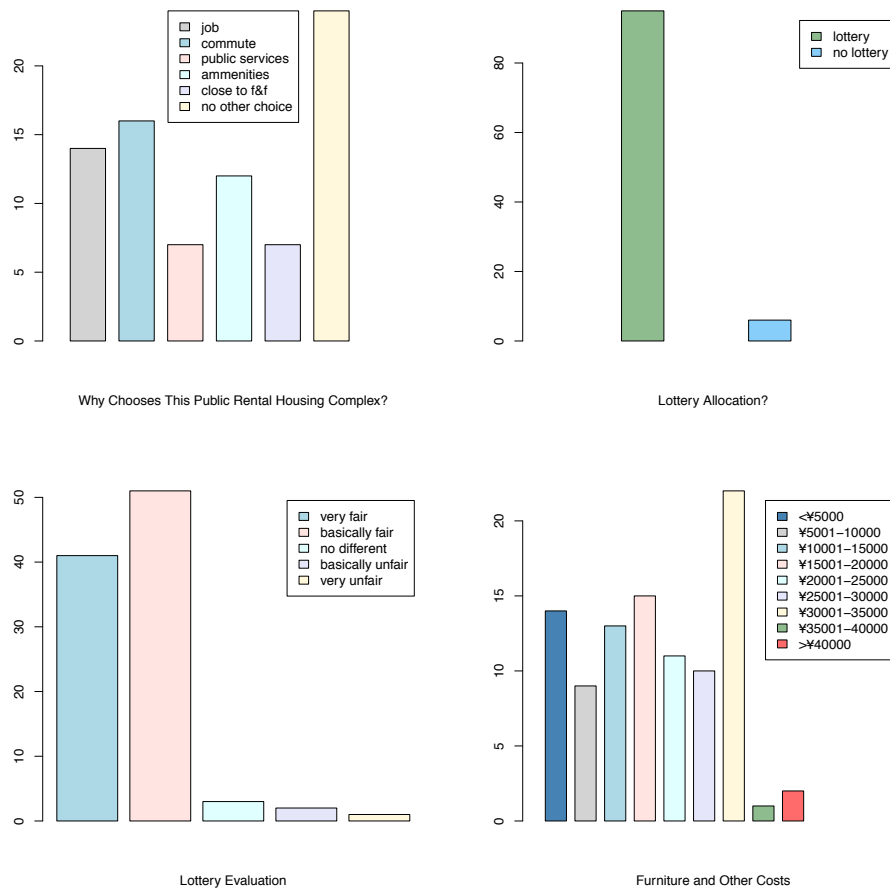 job
commute
public services
ammenities
close to f&f
no other choice
0
5
10
15
20
Why Chooses This Public Rental Housing Complex?
lottery
no lottery
0
20
40
60
80
Lottery Allocation?
very fair
basically fair
no different
basically unfair
very unfair
0
10
20
30
40
50
Lottery Evaluation
<¥5000
¥5001−10000
¥10001−15000
¥15001−20000
¥20001−25000
¥25001−30000
¥30001−35000
¥35001−40000
>¥40000
0
5
10
15
20
Furniture and Other Costs